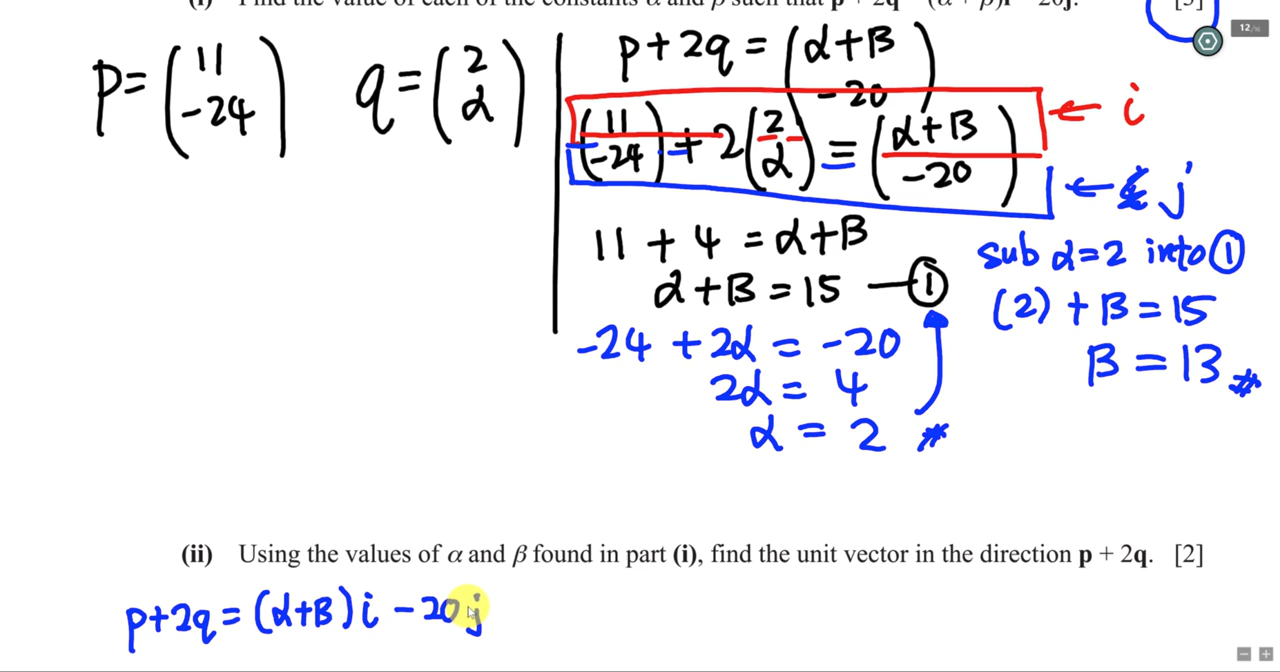 (i) Find the value of each of the constants α and β such that p + 2q = (α + β)i − 20j. [3]
12/
p = (11 -24) q = (2 α)
p + 2q = (α+B -20)
(11 -24) + 2(2 α) = (α+B -20)
← i
← j
11 + 4 = α+B
α+B = 15 — ①
-24 + 2α = -20
2α = 4
α = 2
sub α=2 into ①
(2) + B = 15
B = 13
(ii) Using the values of α and β found in part (i), find the unit vector in the direction p + 2q. [2]
p+2q = (α+B)i - 20j